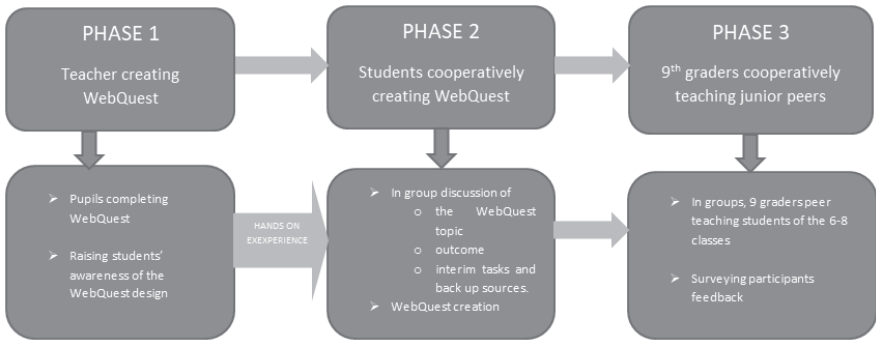 PHASE 1
Teacher creating
WebQuest
PHASE 2
Students cooperatively
creating WebQuest
PHASE 3
9th graders cooperatively
teaching junior peers
➢ Pupils completing
WebQuest
➢ Raising students'
awareness of the
WebQuest design
HANDS ON
EXEXPERIENCE
➢ In group discussion of
o the WebQuest
topic
o outcome
o interim tasks and
back up sources.
➢ WebQuest creation
➢ In groups, 9 graders peer
teaching students of the 6-8
classes
➢ Surveying participants
feedback